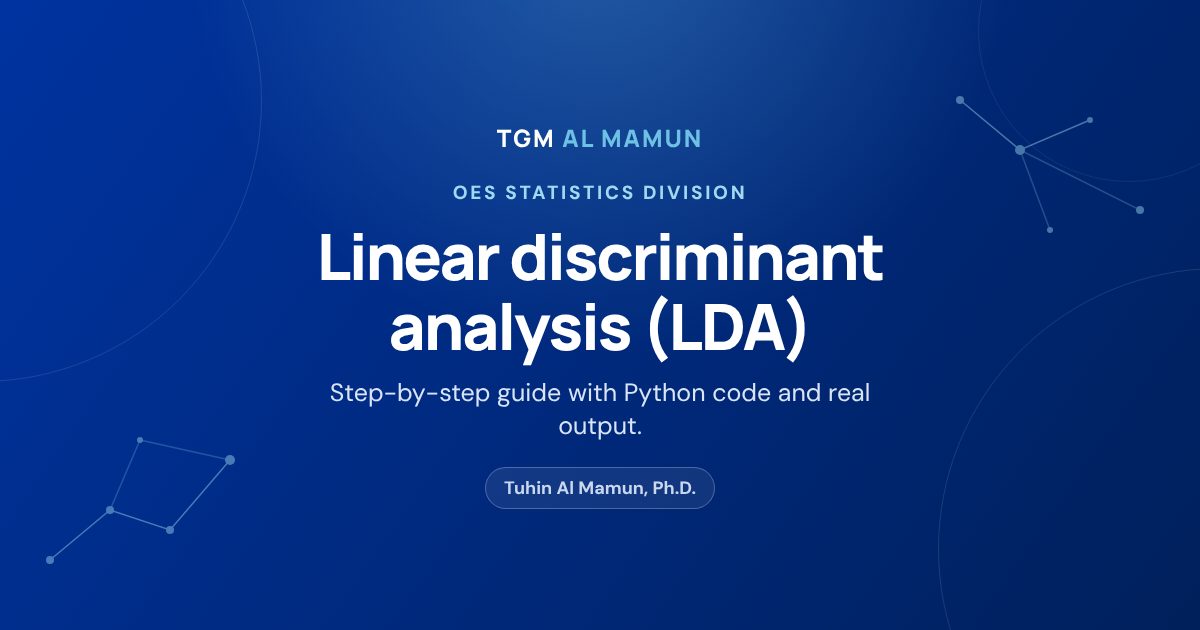 TGM AL MAMUN
OES STATISTICS DIVISION
Linear discriminant
analysis (LDA)
Step-by-step guide with Python code and real
output.
Tuhin Al Mamun, Ph.D.